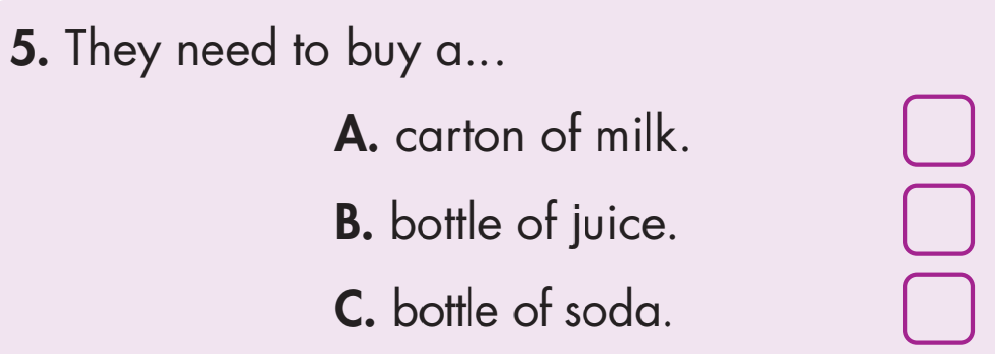 5. They need to buy a...
A. carton of milk.
B. bottle of juice.
C. bottle of soda.